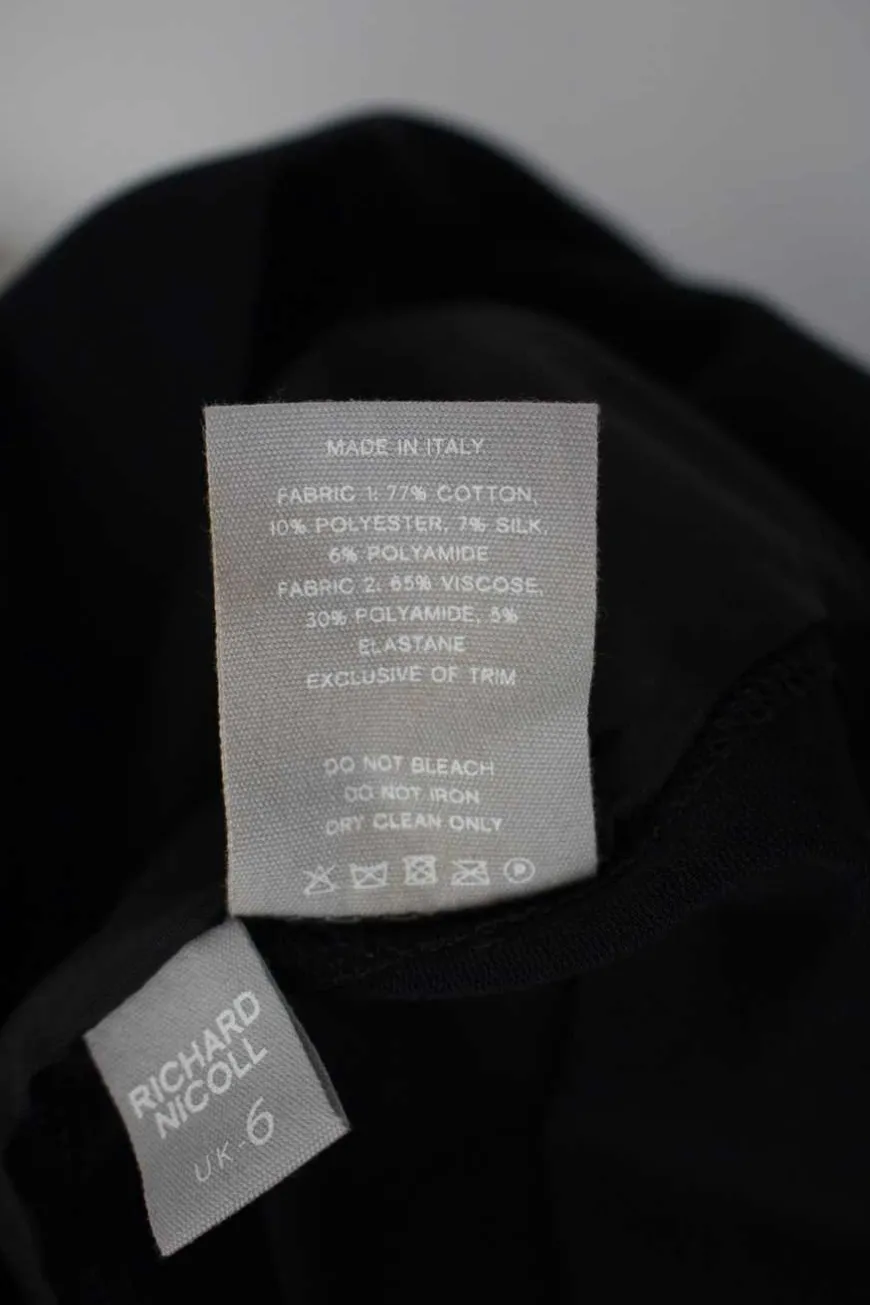 MADE IN ITALY
FABRIC 1: 77% COTTON,
10% POLYESTER, 7% SILK,
6% POLYAMIDE
FABRIC 2: 65% VISCOSE,
30% POLYAMIDE, 5%
ELASTANE
EXCLUSIVE OF TRIM
DO NOT BLEACH
DO NOT IRON
DRY CLEAN ONLY
P
RICHARD
NICOLL
UK-6